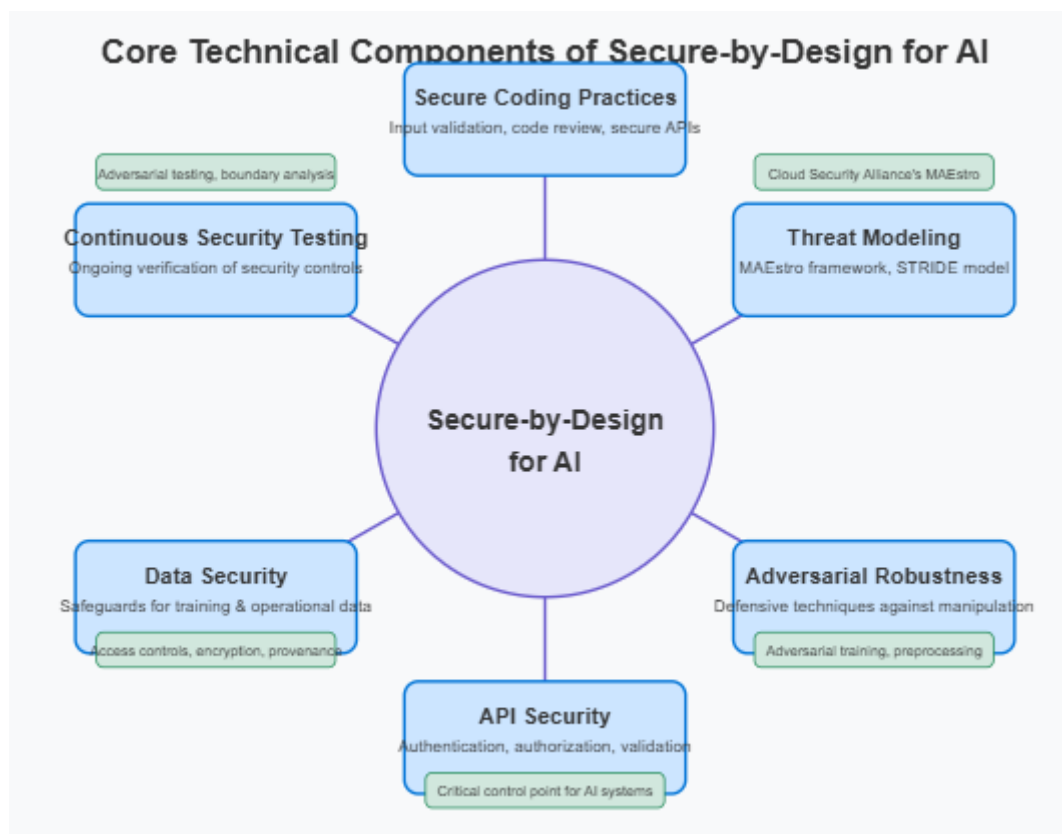 Core Technical Components of Secure-by-Design for AI
Secure Coding Practices
Input validation, code review, secure APIs
Adversarial testing, boundary analysis
Continuous Security Testing
Ongoing verification of security controls
Cloud Security Alliance's MAEstro
Threat Modeling
MAEstro framework, STRIDE model
Secure-by-Design
for AI
Data Security
Safeguards for training & operational data
Access controls, encryption, provenance
Adversarial Robustness
Defensive techniques against manipulation
Adversarial training, preprocessing
API Security
Authentication, authorization, validation
Critical control point for AI systems